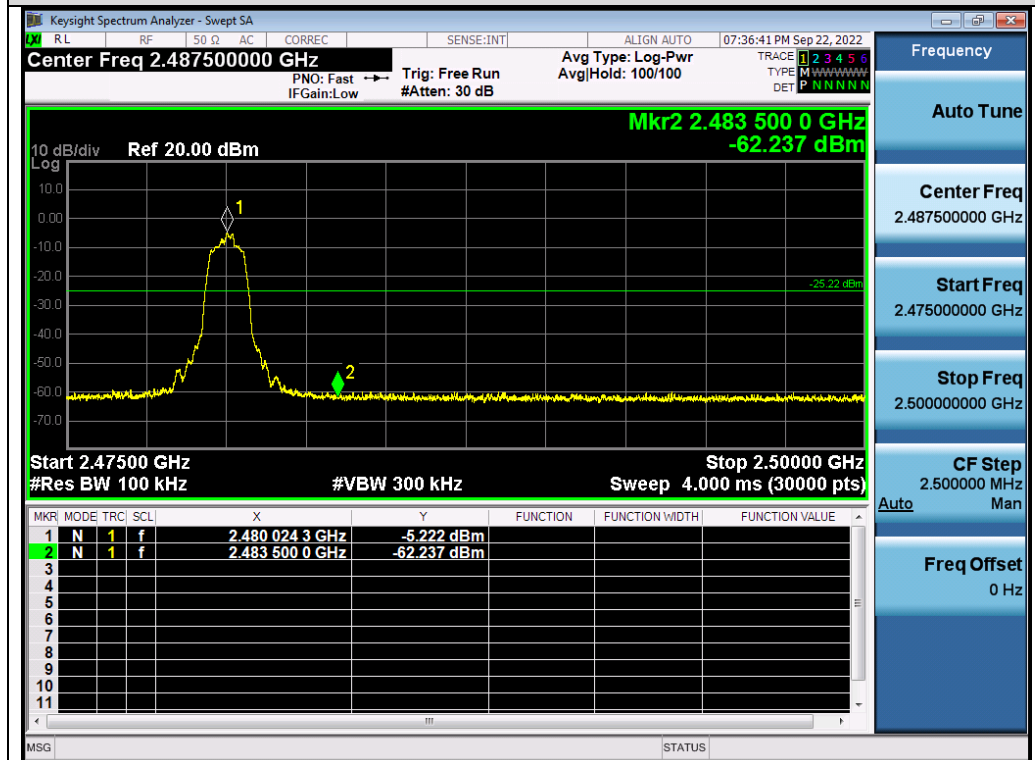 Keysight Spectrum Analyzer - Swept SA
LXI RL RF 50 Ω AC CORREC SENSE:INT ALIGN AUTO 07:36:41 PM Sep 22, 2022
Center Freq 2.487500000 GHz
PNO: Fast
IFGain:Low
Trig: Free Run
#Atten: 30 dB
Avg Type: Log-Pwr
Avg|Hold: 100/100
TRACE 1 2 3 4 5 6
TYPE M WWWWW
DET P N N N N N
Mkr2 2.483 500 0 GHz
-62.237 dBm
10 dB/div Ref 20.00 dBm
Log
10.0
0.00
-10.0
-20.0
-30.0
-40.0
-50.0
-60.0
-70.0
1
-25.22 dBm
2
Start 2.47500 GHz Stop 2.50000 GHz
#Res BW 100 kHz #VBW 300 kHz Sweep 4.000 ms (30000 pts)
MKR MODE TRC SCL X Y FUNCTION FUNCTION WIDTH FUNCTION VALUE
1 N 1 f 2.480 024 3 GHz -5.222 dBm
2 N 1 f 2.483 500 0 GHz -62.237 dBm
3
4
5
6
7
8
9
10
11
MSG STATUS
Frequency
Auto Tune
Center Freq
2.487500000 GHz
Start Freq
2.475000000 GHz
Stop Freq
2.500000000 GHz
CF Step
2.500000 MHz
Auto Man
Freq Offset
0 Hz